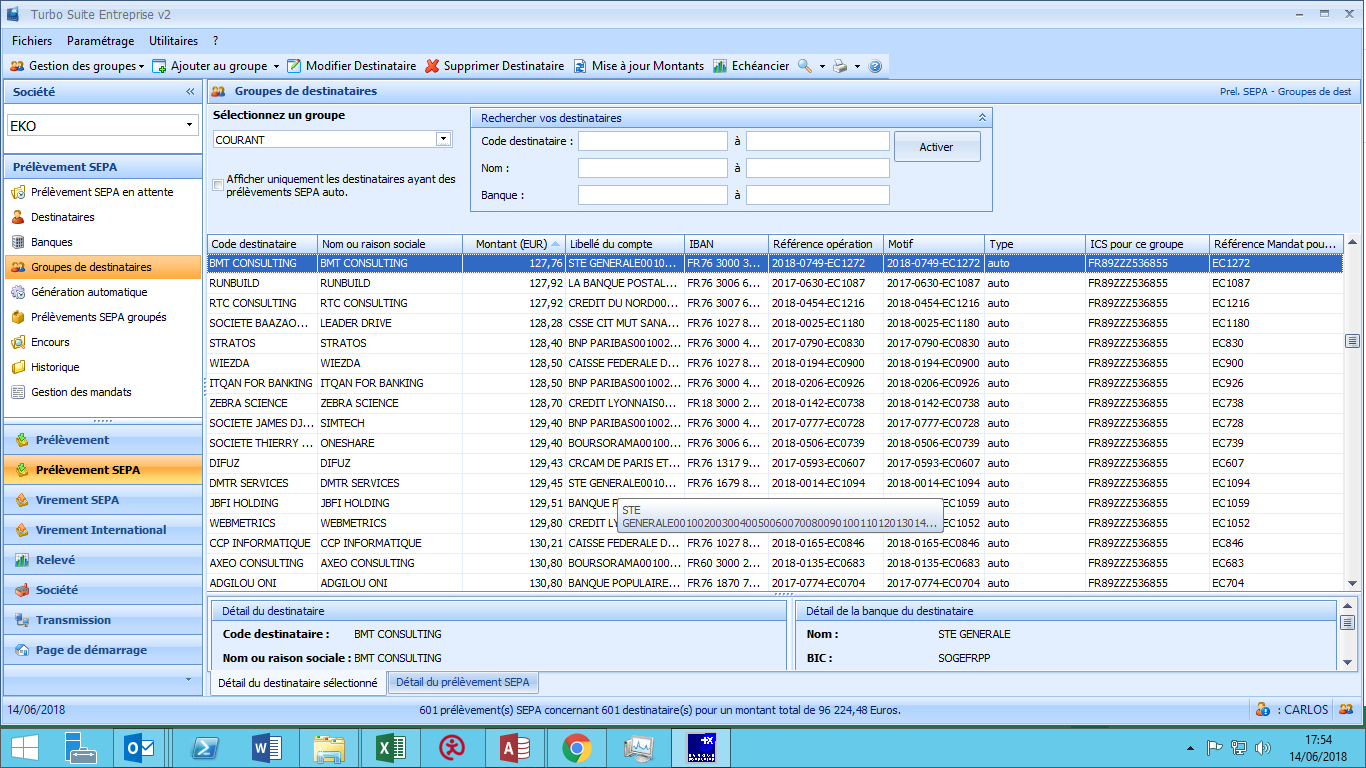 Turbo Suite Entreprise v2
Fichiers Paramétrage Utilitaires ?
Gestion des groupes Ajouter au groupe Modifier Destinataire Supprimer Destinataire Mise à jour Montants Echéancier
Société
EKO
Prélèvement SEPA
Prélèvement SEPA en attente
Destinataires
Banques
Groupes de destinataires
Génération automatique
Prélèvements SEPA groupés
Encours
Historique
Gestion des mandats
Prélèvement
Prélèvement SEPA
Virement SEPA
Virement International
Relevé
Société
Transmission
Page de démarrage
Groupes de destinataires Prel. SEPA - Groupes de dest
Sélectionnez un groupe
COURANT
Afficher uniquement les destinataires ayant des
prélèvements SEPA auto.
Rechercher vos destinataires
Code destinataire : à
Nom : à
Banque : à
Activer
Code destinataire Nom ou raison sociale Montant (EUR) Libellé du compte IBAN Référence opération Motif Type ICS pour ce groupe Référence Mandat pou...
BMT CONSULTING BMT CONSULTING 127,76 STE GENERALE0010... FR76 3000 3... 2018-0749-EC1272 2018-0749-EC1272 auto FR89ZZZ536855 EC1272
RUNBUILD RUNBUILD 127,92 LA BANQUE POSTAL... FR76 3006 6... 2017-0630-EC1087 2017-0630-EC1087 auto FR89ZZZ536855 EC1087
RTC CONSULTING RTC CONSULTING 127,92 CREDIT DU NORD00... FR76 3007 6... 2018-0454-EC1216 2018-0454-EC1216 auto FR89ZZZ536855 EC1216
SOCIETE BAAZAO... LEADER DRIVE 128,28 CSSE CIT MUT SANA... FR76 1027 8... 2018-0025-EC1180 2018-0025-EC1180 auto FR89ZZZ536855 EC1180
STRATOS STRATOS 128,40 BNP PARIBAS001002... FR76 3000 4... 2017-0790-EC0830 2017-0790-EC0830 auto FR89ZZZ536855 EC830
WIEZDA WIEZDA 128,50 CAISSE FEDERALE D... FR76 1027 8... 2018-0194-EC0900 2018-0194-EC0900 auto FR89ZZZ536855 EC900
ITQAN FOR BANKING ITQAN FOR BANKING 128,50 BNP PARIBAS001002... FR76 3000 4... 2018-0206-EC0926 2018-0206-EC0926 auto FR89ZZZ536855 EC926
ZEBRA SCIENCE ZEBRA SCIENCE 128,70 CREDIT LYONNAIS0... FR18 3000 2... 2018-0142-EC0738 2018-0142-EC0738 auto FR89ZZZ536855 EC738
SOCIETE JAMES DJ... SIMTECH 129,40 BNP PARIBAS001002... FR76 3000 4... 2017-0777-EC0728 2017-0777-EC0728 auto FR89ZZZ536855 EC728
SOCIETE THIERRY ... ONESHARE 129,40 BOURSORAMA00100... FR76 3006 6... 2018-0506-EC0739 2018-0506-EC0739 auto FR89ZZZ536855 EC739
DIFUZ DIFUZ 129,43 CRCAM DE PARIS ET... FR76 1317 9... 2017-0593-EC0607 2017-0593-EC0607 auto FR89ZZZ536855 EC607
DMTR SERVICES DMTR SERVICES 129,45 STE GENERALE0010... FR76 1679 8... 2018-0014-EC1094 2018-0014-EC1094 auto FR89ZZZ536855 EC1094
JBFI HOLDING JBFI HOLDING 129,51 BANQUE P EC1059 auto FR89ZZZ536855 EC1059
WEBMETRICS WEBMETRICS 129,80 CREDIT LY EC1052 auto FR89ZZZ536855 EC1052
STE
GENERALE001002003004005006007008009010011012013014...
CCP INFORMATIQUE CCP INFORMATIQUE 130,21 CAISSE FEDERALE D... FR76 1027 8... 2018-0165-EC0846 2018-0165-EC0846 auto FR89ZZZ536855 EC846
AXEO CONSULTING AXEO CONSULTING 130,80 BOURSORAMA00100... FR60 3000 2... 2018-0135-EC0683 2018-0135-EC0683 auto FR89ZZZ536855 EC683
ADGILOU ONI ADGILOU ONI 130,80 BANQUE POPULAIRE... FR76 1870 7... 2017-0774-EC0704 2017-0774-EC0704 auto FR89ZZZ536855 EC704
Détail du destinataire
Code destinataire : BMT CONSULTING
Nom ou raison sociale : BMT CONSULTING
Détail de la banque du destinataire
Nom : STE GENERALE
BIC : SOGEFRPP
Détail du destinataire sélectionné Détail du prélèvement SEPA
14/06/2018 601 prélèvement(s) SEPA concernant 601 destinataire(s) pour un montant total de 96 224,48 Euros. : CARLOS
17:54
14/06/2018